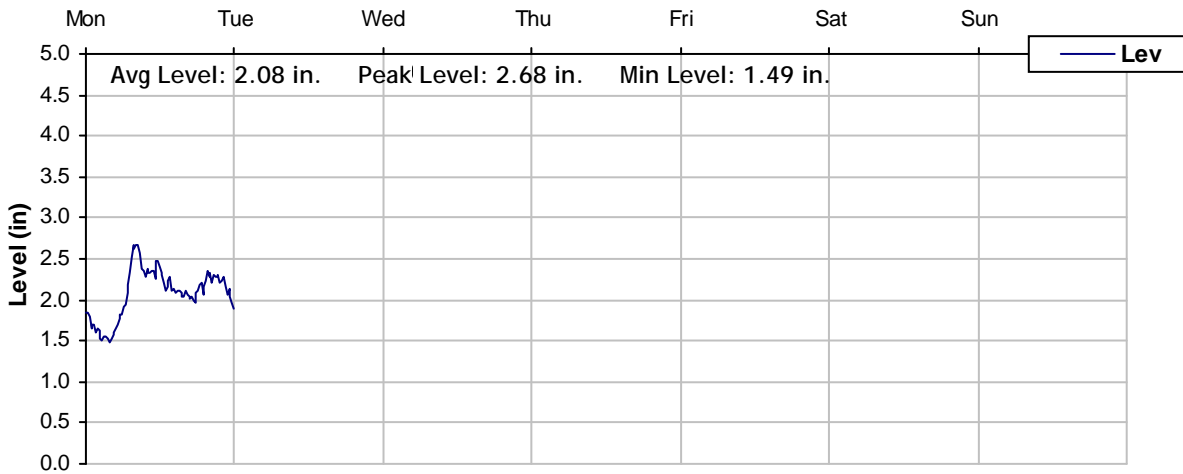 Mon Tue Wed Thu Fri Sat Sun
5.0
Lev
Avg Level: 2.08 in. Peak Level: 2.68 in. Min Level: 1.49 in.
4.5
4.0
3.5
3.0
2.5
2.0
1.5
1.0
0.5
0.0
Level (in)